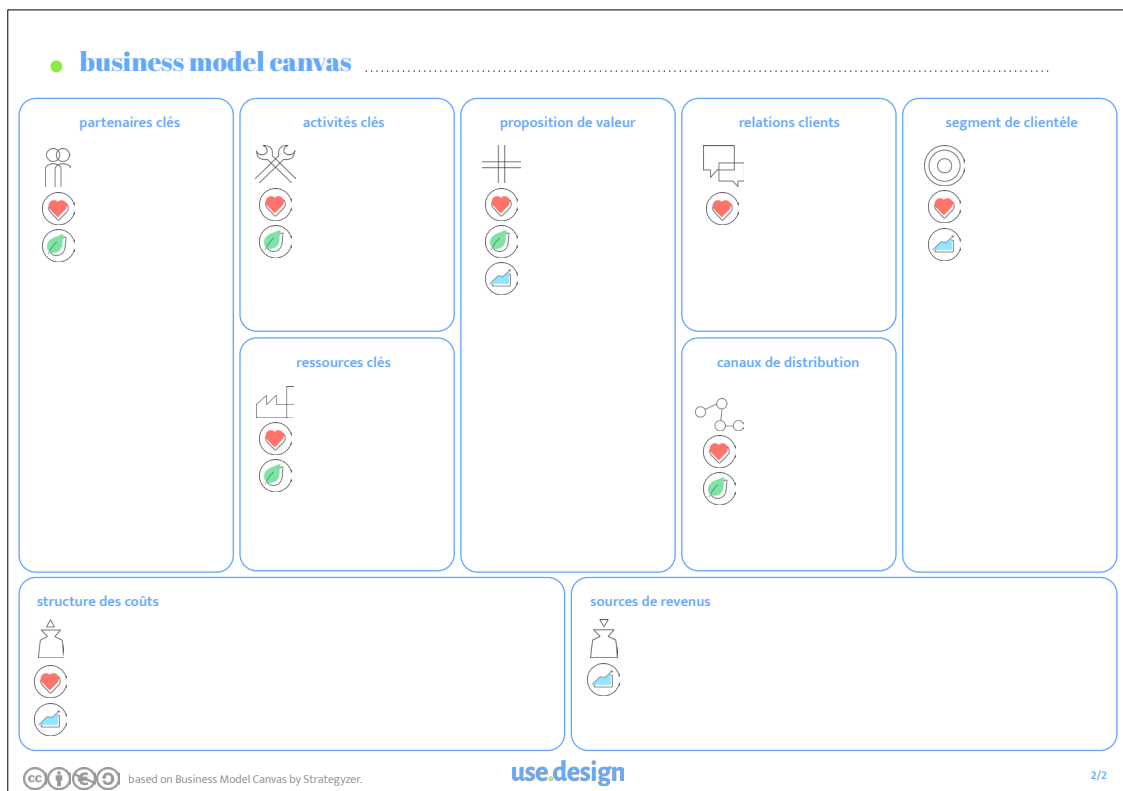 business model canvas
partenaires clés
activités clés
proposition de valeur
relations clients
segment de clientèle
ressources clés
canaux de distribution
structure des coûts
sources de revenus
cc
based on Business Model Canvas by Strategyzer.
use.design
2/2